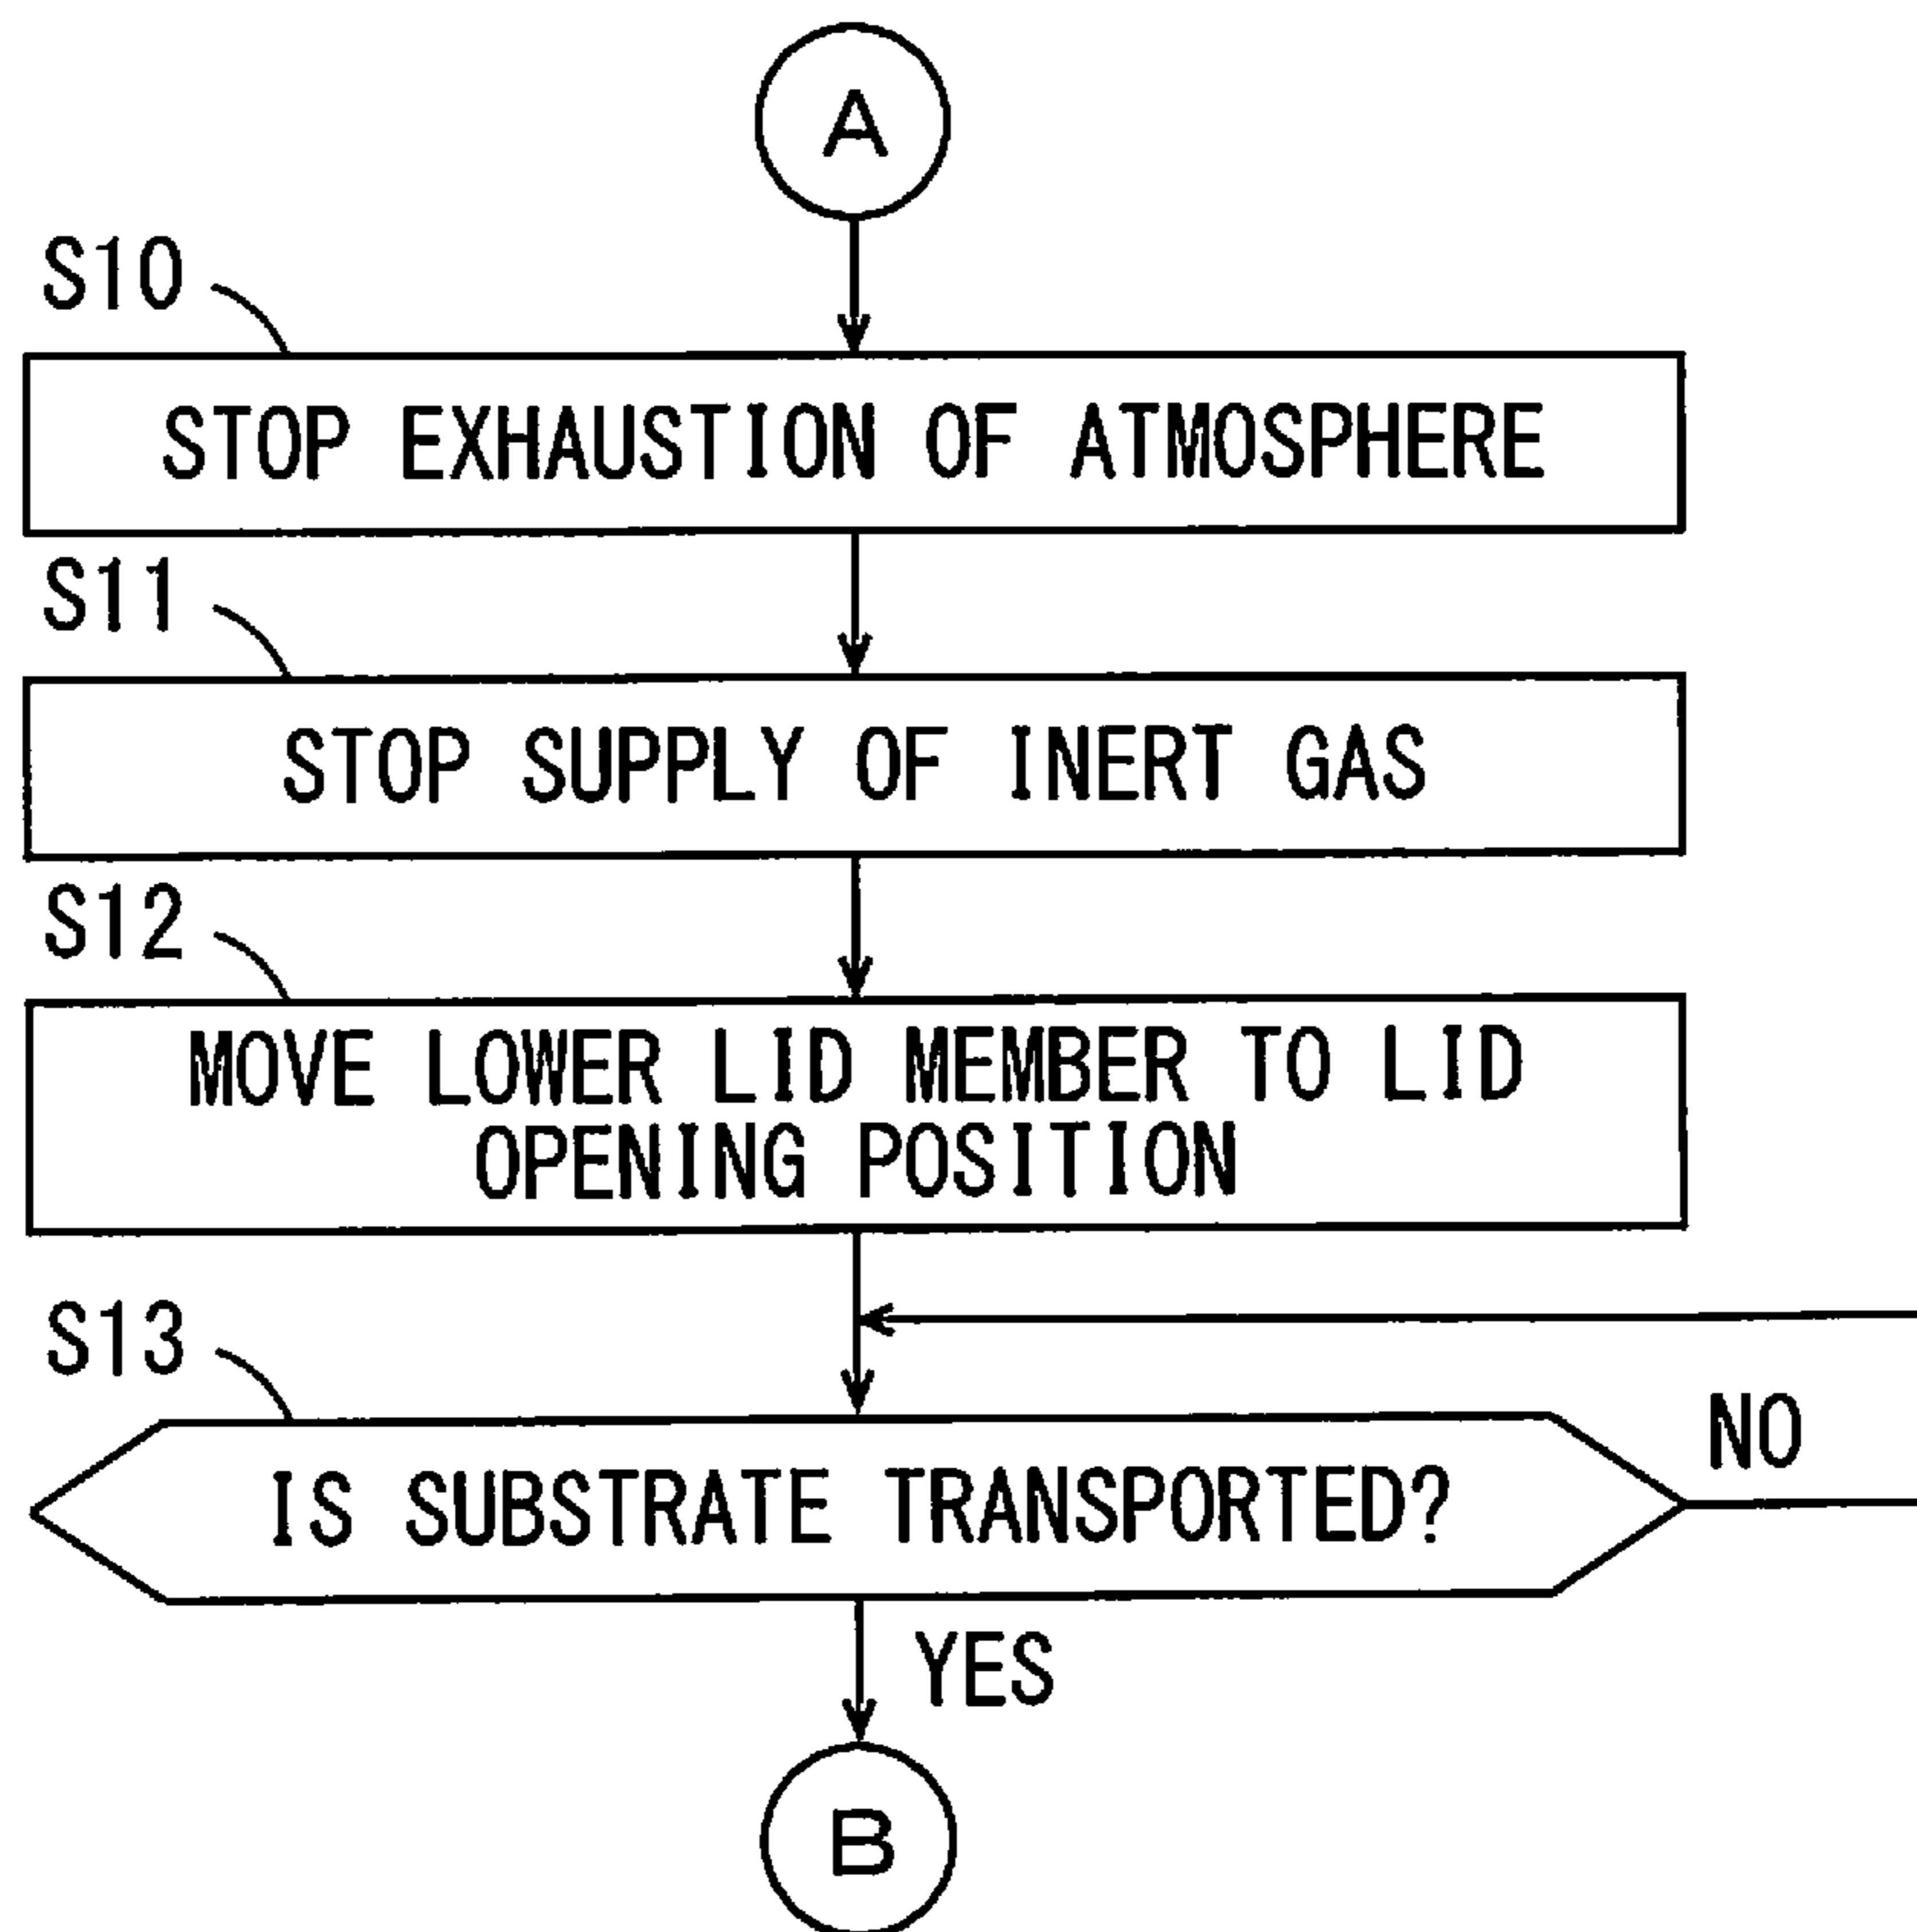 A
S10
STOP EXHAUSTION OF ATMOSPHERE
S11
STOP SUPPLY OF INERT GAS
S12
MOVE LOWER LID MEMBER TO LID
OPENING POSITION
S13
NO
IS SUBSTRATE TRANSPORTED?
YES
B